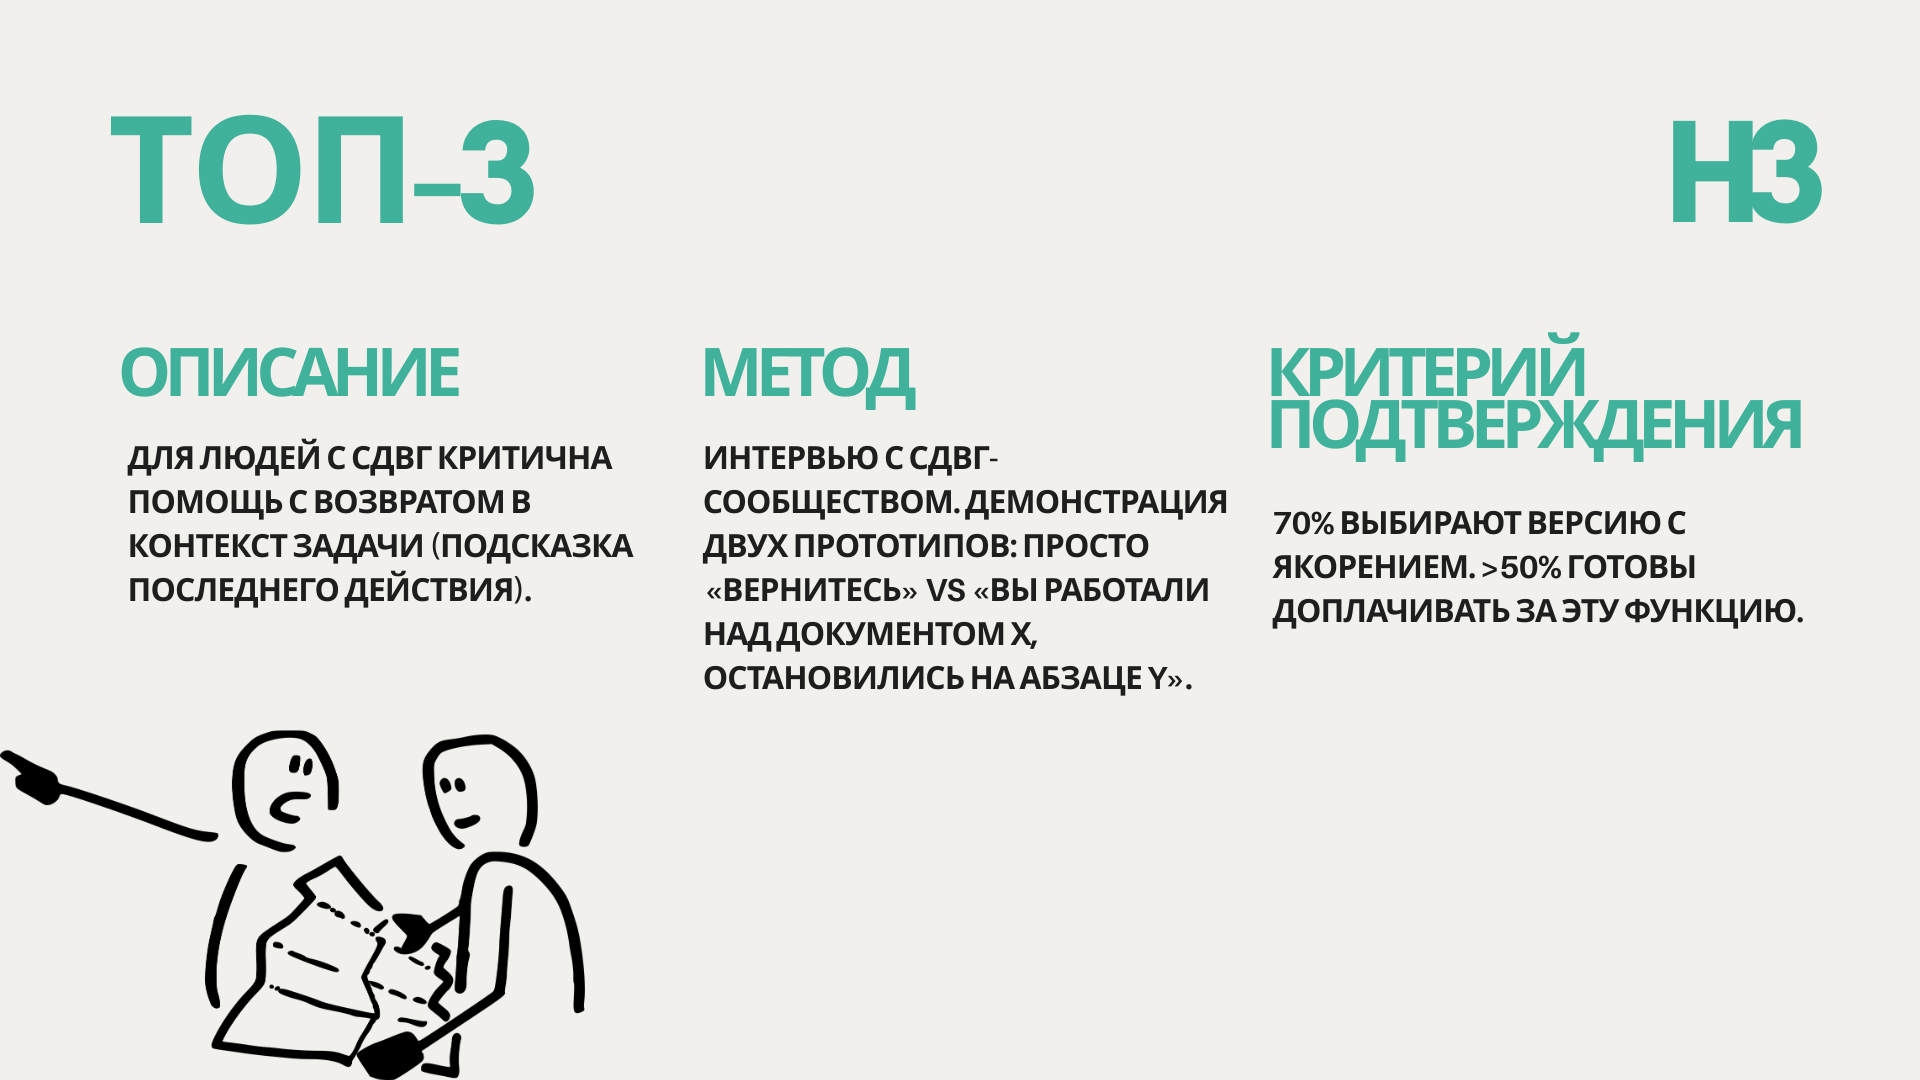 ТОП-3
H3
ОПИСАНИЕ
ДЛЯ ЛЮДЕЙ С СДВГ КРИТИЧНА
ПОМОЩЬ С ВОЗВРАТОМ В
КОНТЕКСТ ЗАДАЧИ (ПОДСКАЗКА
ПОСЛЕДНЕГО ДЕЙСТВИЯ).
МЕТОД
ИНТЕРВЬЮ С СДВГ-
СООБЩЕСТВОМ. ДЕМОНСТРАЦИЯ
ДВУХ ПРОТОТИПОВ: ПРОСТО
«ВЕРНИТЕСЬ» VS «ВЫ РАБОТАЛИ
НАД ДОКУМЕНТОМ X,
ОСТАНОВИЛИСЬ НА АБЗАЦЕ Y».
КРИТЕРИЙ
ПОДТВЕРЖДЕНИЯ
70% ВЫБИРАЮТ ВЕРСИЮ С
ЯКОРЕНИЕМ. >50% ГОТОВЫ
ДОПЛАЧИВАТЬ ЗА ЭТУ ФУНКЦИЮ.